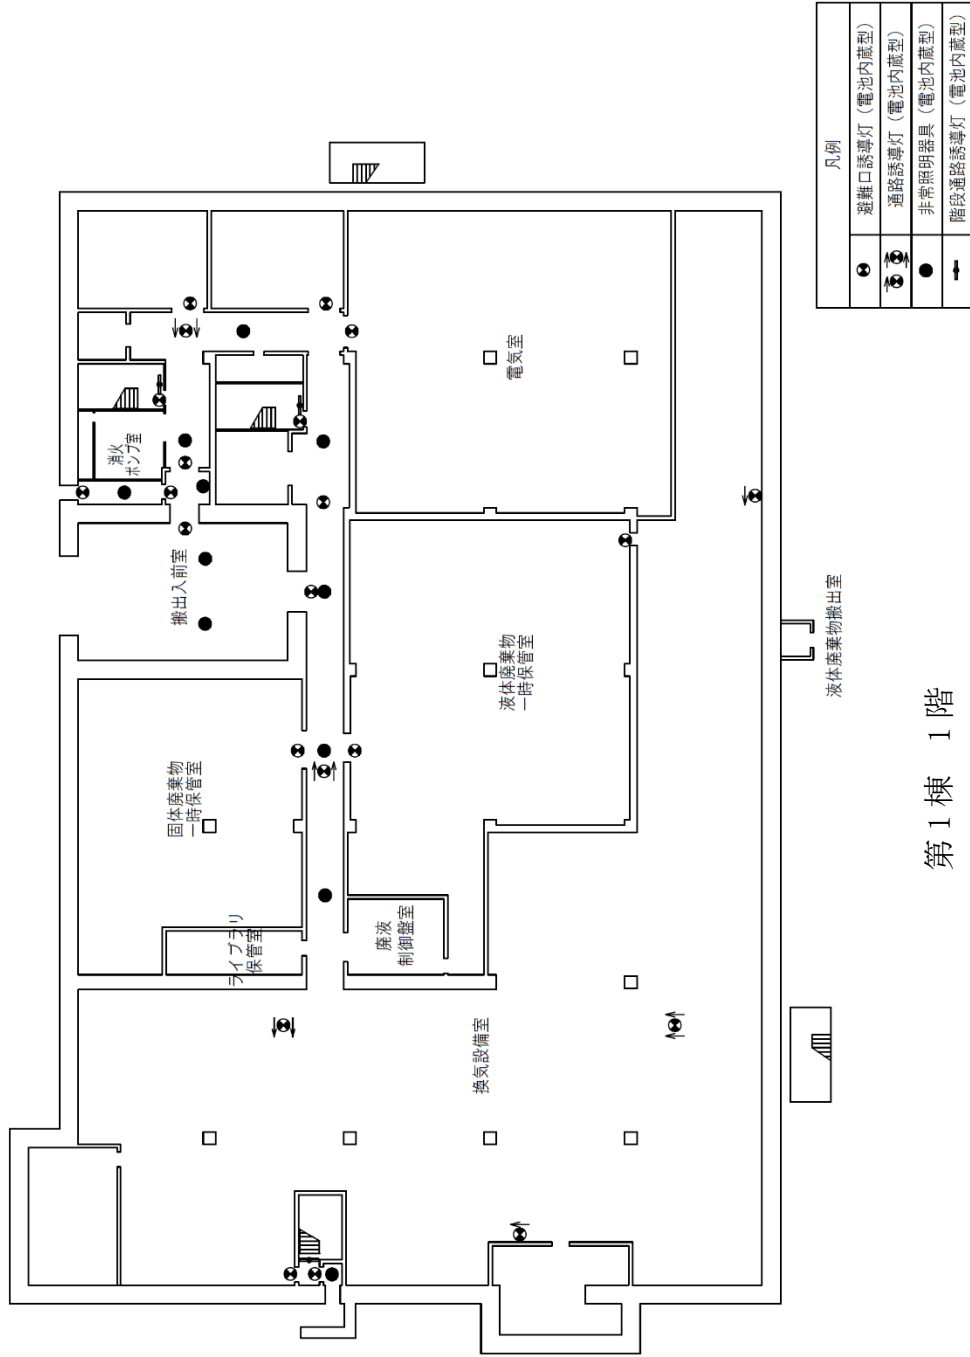 消火
ポンプ室
搬出入前室
電気室
固体廃棄物
一時保管室
液体廃棄物
一時保管室
ライブラリ
保管室
廃液
制御盤室
換気設備室
液体廃棄物搬出室
凡例
避難口誘導灯（電池内蔵型）
通路誘導灯（電池内蔵型）
非常照明器具（電池内蔵型）
階段通路誘導灯（電池内蔵型）
第1棟 1階